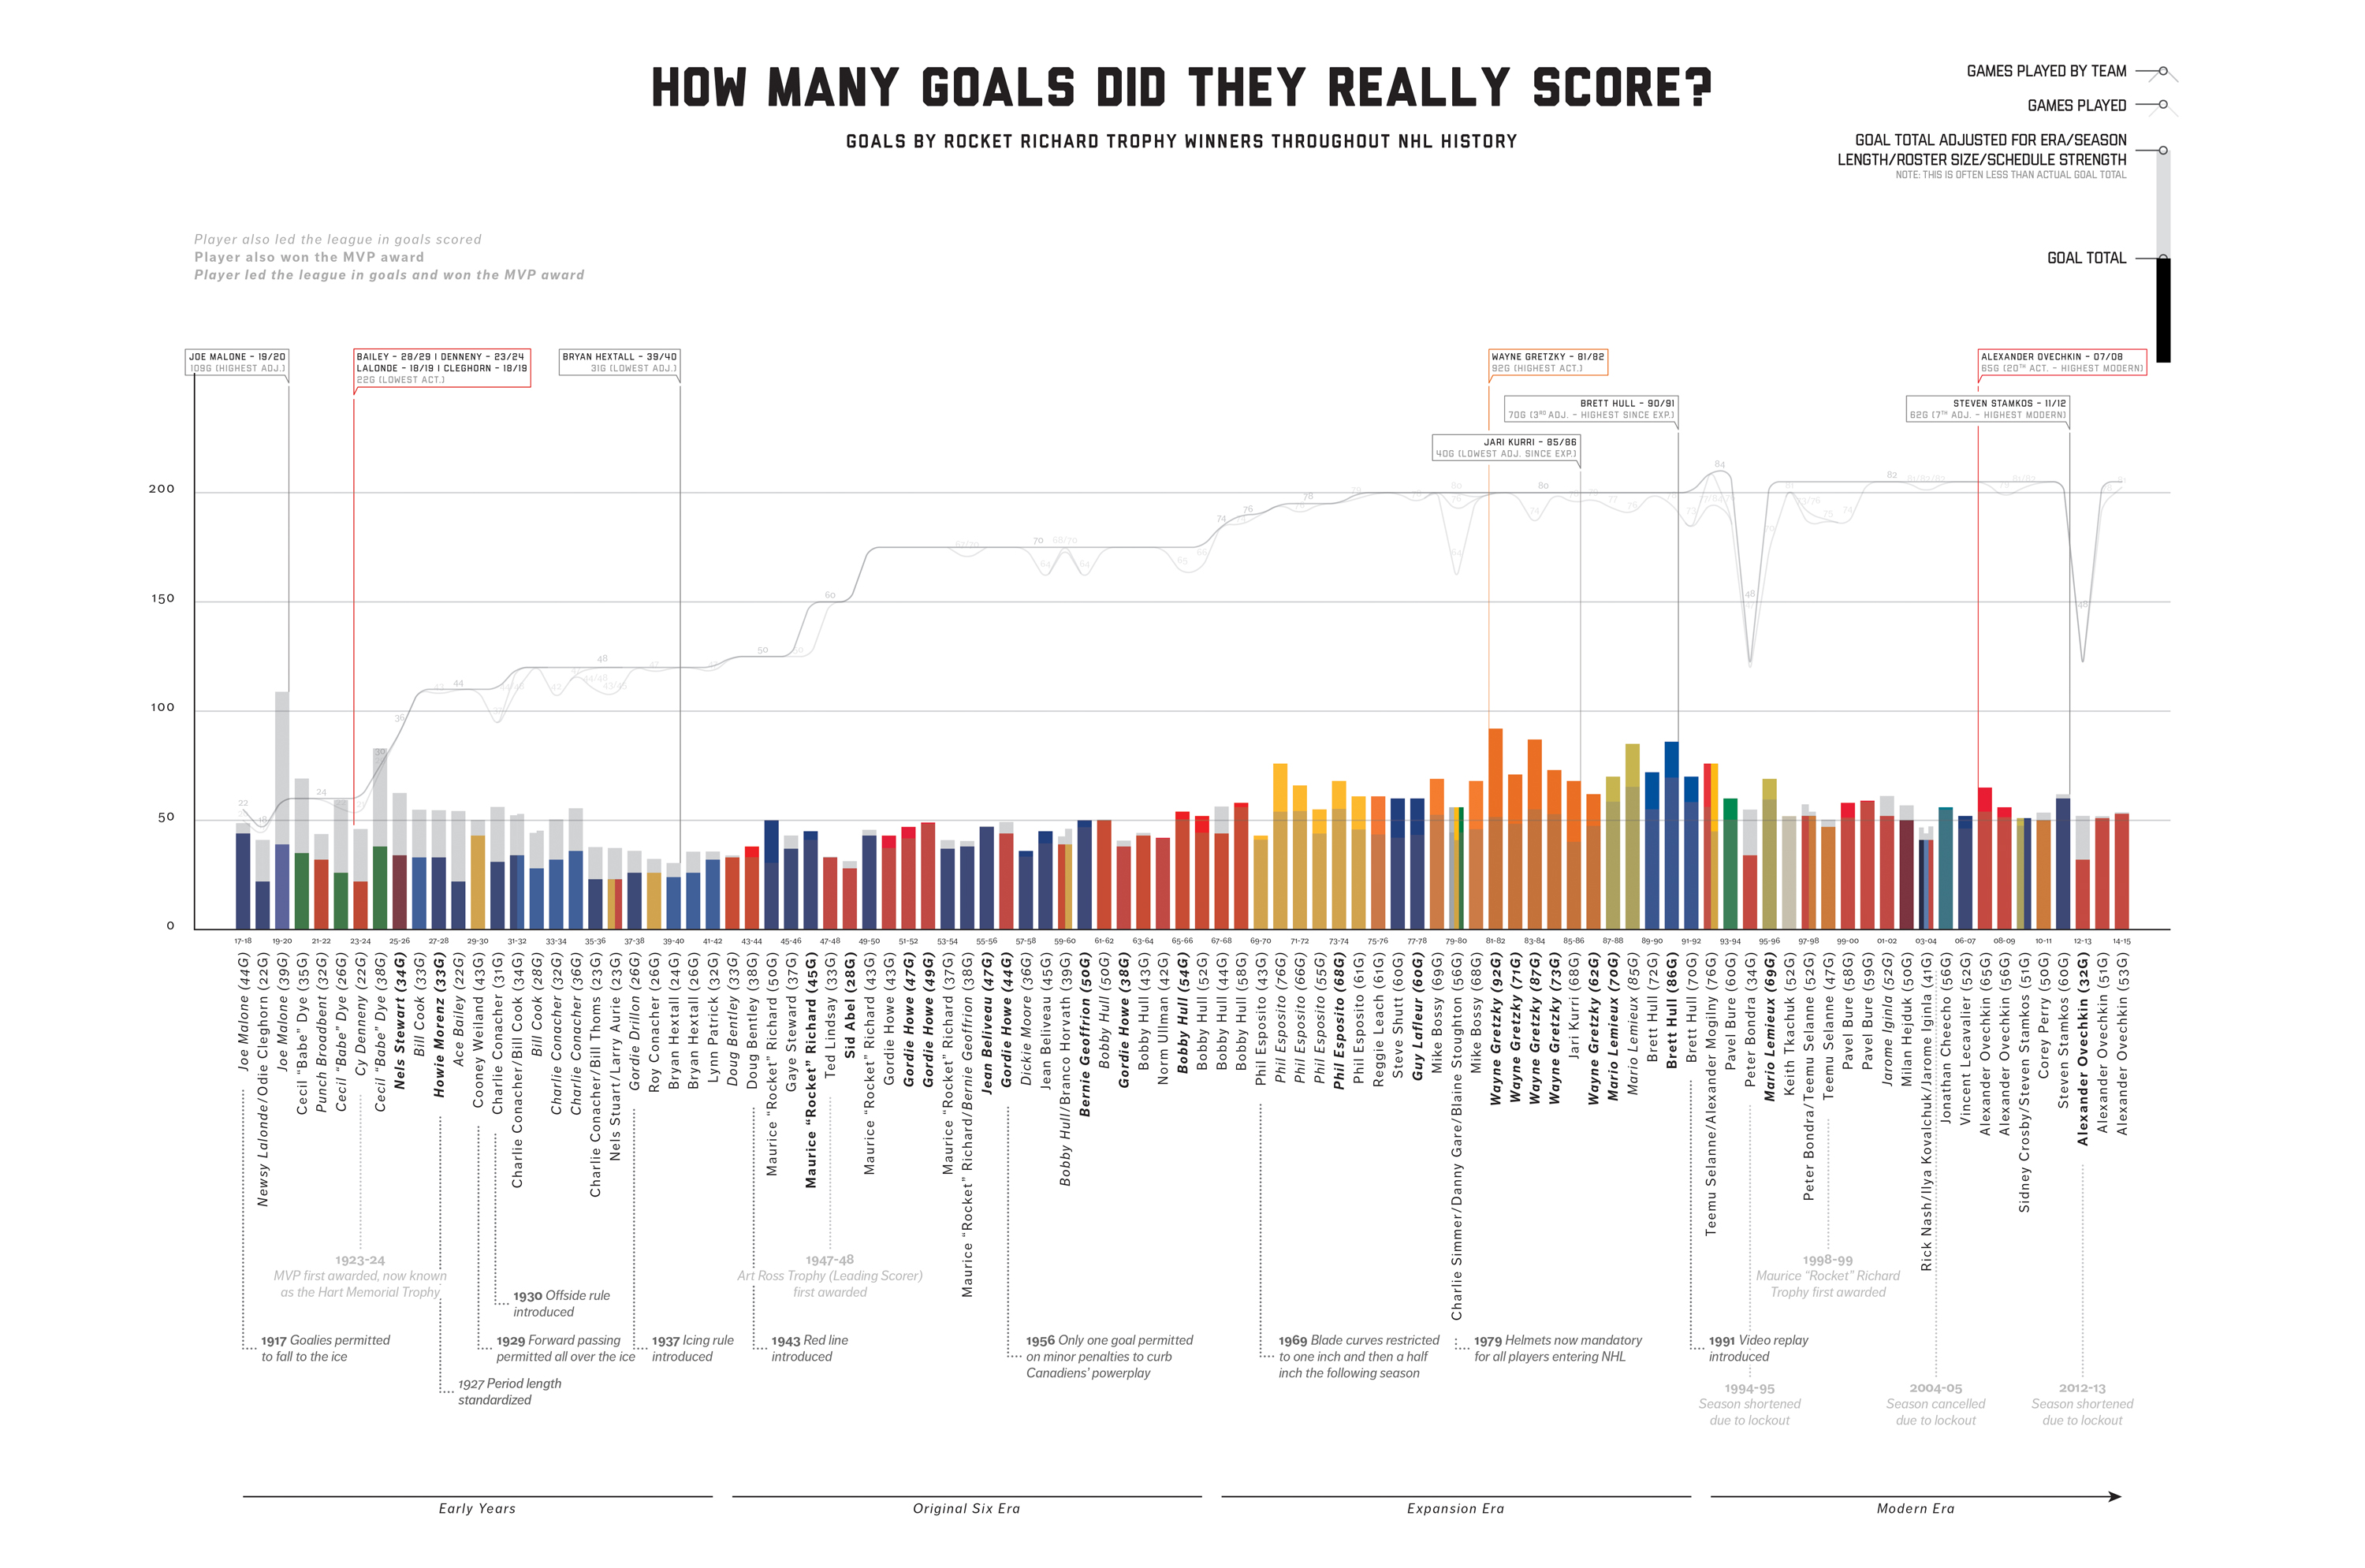 HOW MANY GOALS DID THEY REALLY SCORE?
GOALS BY ROCKET RICHARD TROPHY WINNERS THROUGHOUT NHL HISTORY
GAMES PLAYED BY TEAM
GAMES PLAYED
GOAL TOTAL ADJUSTED FOR ERA/SEASON
LENGTH/ROSTER SIZE/SCHEDULE STRENGTH
NOTE: THIS IS OFTEN LESS THAN ACTUAL GOAL TOTAL
GOAL TOTAL
Player also led the league in goals scored
Player also won the MVP award
Player led the league in goals and won the MVP award
JOE MALONE – 19/20
109G (HIGHEST ADJ.)
BAILEY – 28/29 | DENNENY – 23/24
LALONDE – 18/19 | CLEGHORN – 18/19
22G (LOWEST ACT.)
BRYAN HEXTALL – 39/40
31G (LOWEST ADJ.)
WAYNE GRETZKY – 81/82
92G (HIGHEST ACT.)
BRETT HULL – 90/91
70G (3RD ADJ. – HIGHEST SINCE EXP.)
JARI KURRI – 85/86
40G (LOWEST ADJ. SINCE EXP.)
ALEXANDER OVECHKIN – 07/08
65G (20TH ACT. – HIGHEST MODERN)
STEVEN STAMKOS – 11/12
62G (7TH ADJ. – HIGHEST MODERN)
200
150
100
50
0
22
18
24
30
36
44
48
50
60
70
74
76
78
80
84
48
82
48
17-18
19-20
21-22
23-24
25-26
27-28
29-30
31-32
33-34
35-36
37-38
39-40
41-42
43-44
45-46
47-48
49-50
51-52
53-54
55-56
57-58
59-60
61-62
63-64
65-66
67-68
69-70
71-72
73-74
75-76
77-78
79-80
81-82
83-84
85-86
87-88
89-90
91-92
93-94
95-96
97-98
99-00
01-02
03-04
06-07
08-09
10-11
12-13
14-15
Joe Malone (44G)
Newsy Lalonde/Odie Cleghorn (22G)
Joe Malone (39G)
Cecil “Babe” Dye (35G)
Punch Broadbent (32G)
Cecil “Babe” Dye (26G)
Cy Denneny (22G)
Cecil “Babe” Dye (38G)
Nels Stewart (34G)
Bill Cook (33G)
Howie Morenz (33G)
Ace Bailey (22G)
Cooney Weiland (43G)
Charlie Conacher (31G)
Charlie Conacher/Bill Cook (34G)
Bill Cook (28G)
Charlie Conacher (32G)
Charlie Conacher (36G)
Charlie Conacher/Bill Thoms (23G)
Nels Stuart/Larry Aurie (23G)
Gordie Drillon (26G)
Roy Conacher (26G)
Bryan Hextall (24G)
Bryan Hextall (26G)
Lynn Patrick (32G)
Doug Bentley (33G)
Doug Bentley (38G)
Maurice “Rocket” Richard (50G)
Gaye Steward (37G)
Maurice “Rocket” Richard (45G)
Ted Lindsay (33G)
Sid Abel (28G)
Maurice “Rocket” Richard (43G)
Gordie Howe (43G)
Gordie Howe (47G)
Gordie Howe (49G)
Maurice “Rocket” Richard (37G)
Maurice “Rocket” Richard/Bernie Geoffrion (38G)
Jean Beliveau (47G)
Gordie Howe (44G)
Dickie Moore (36G)
Jean Beliveau (45G)
Bobby Hull/Branco Horvath (39G)
Bernie Geoffrion (50G)
Bobby Hull (50G)
Gordie Howe (38G)
Bobby Hull (43G)
Norm Ullman (42G)
Bobby Hull (54G)
Bobby Hull (52G)
Bobby Hull (44G)
Bobby Hull (58G)
Phil Esposito (43G)
Phil Esposito (76G)
Phil Esposito (66G)
Phil Esposito (55G)
Phil Esposito (68G)
Phil Esposito (61G)
Reggie Leach (61G)
Steve Shutt (60G)
Guy Lafleur (60G)
Mike Bossy (69G)
Charlie Simmer/Danny Gare/Blaine Stoughton (56G)
Mike Bossy (68G)
Wayne Gretzky (92G)
Wayne Gretzky (71G)
Wayne Gretzky (87G)
Wayne Gretzky (73G)
Jari Kurri (68G)
Wayne Gretzky (62G)
Mario Lemieux (70G)
Mario Lemieux (85G)
Brett Hull (72G)
Brett Hull (86G)
Brett Hull (70G)
Teemu Selanne/Alexander Mogilny (76G)
Pavel Bure (60G)
Peter Bondra (34G)
Mario Lemieux (69G)
Keith Tkachuk (52G)
Peter Bondra/Teemu Selanne (52G)
Teemu Selanne (47G)
Pavel Bure (58G)
Pavel Bure (59G)
Jarome Iginla (52G)
Milan Hejduk (50G)
Rick Nash/Ilya Kovalchuk/Jarome Iginla (41G)
Jonathan Cheechoo (56G)
Vincent Lecavalier (52G)
Alexander Ovechkin (65G)
Alexander Ovechkin (56G)
Sidney Crosby/Steven Stamkos (51G)
Corey Perry (50G)
Steven Stamkos (60G)
Alexander Ovechkin (32G)
Alexander Ovechkin (51G)
Alexander Ovechkin (53G)
1923-24
MVP first awarded, now known
as the Hart Memorial Trophy
1947-48
Art Ross Trophy (Leading Scorer)
first awarded
1998-99
Maurice “Rocket” Richard
Trophy first awarded
1930 Offside rule
introduced
1917 Goalies permitted
to fall to the ice
1929 Forward passing
permitted all over the ice
1937 Icing rule
introduced
1943 Red line
introduced
1956 Only one goal permitted
on minor penalties to curb
Canadiens’ powerplay
1969 Blade curves restricted
to one inch and then a half
inch the following season
1979 Helmets now mandatory
for all players entering NHL
1991 Video replay
introduced
1927 Period length
standardized
1994-95
Season shortened
due to lockout
2004-05
Season cancelled
due to lockout
2012-13
Season shortened
due to lockout
Early Years
Original Six Era
Expansion Era
Modern Era